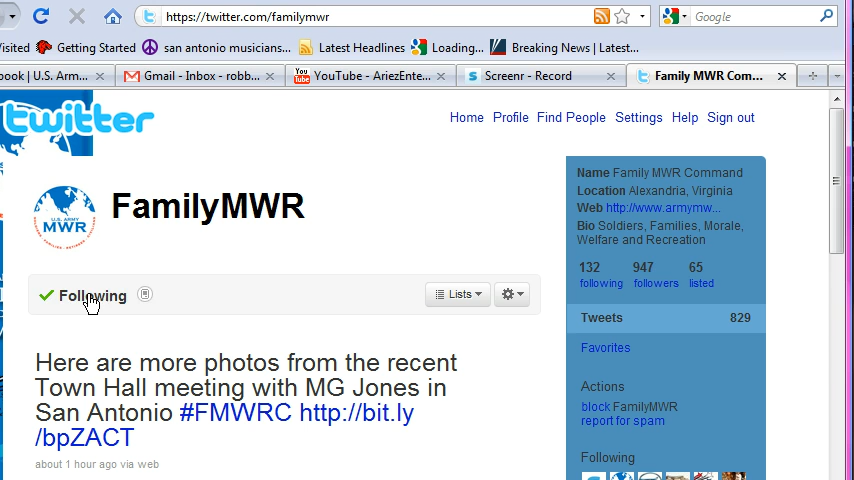 https://twitter.com/familymwr
Google
isited Getting Started san antonio musicians... Latest Headlines Loading... Breaking News | Latest...
book | U.S. Arm... Gmail - Inbox - robb... You Tube YouTube - AriezEnte... S Screenr - Record Family MWR Com...
twitter
Home Profile Find People Settings Help Sign out
U.S. ARMY
MWR
FamilyMWR
Following
Lists
Here are more photos from the recent
Town Hall meeting with MG Jones in
San Antonio #FMWRC http://bit.ly
/bpZACT
about 1 hour ago via web
Name Family MWR Command
Location Alexandria, Virginia
Web http://www.armymw...
Bio Soldiers, Families, Morale,
Welfare and Recreation
132 947 65
following followers listed
Tweets 829
Favorites
Actions
block FamilyMWR
report for spam
Following